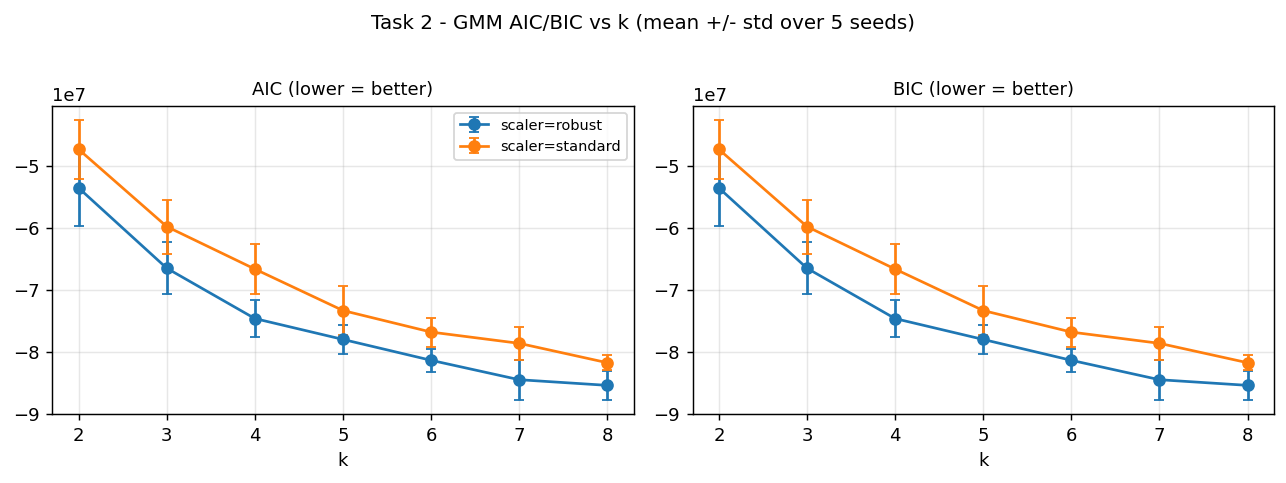 Task 2 - GMM AIC/BIC vs k (mean +/- std over 5 seeds)
AIC (lower = better)
1e7
scaler=robust
scaler=standard
−5
−6
−7
−8
−9
2 3 4 5 6 7 8
k
BIC (lower = better)
1e7
−5
−6
−7
−8
−9
2 3 4 5 6 7 8
k